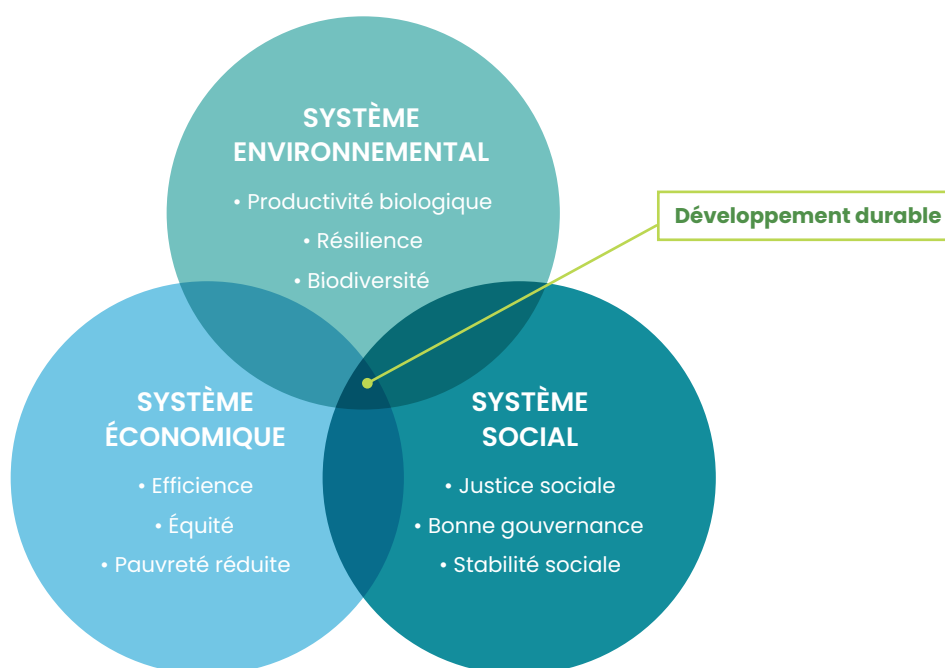 SYSTÈME
ENVIRONNEMENTAL
• Productivité biologique
• Résilience
• Biodiversité
Développement durable
SYSTÈME
ÉCONOMIQUE
• Efficience
• Équité
• Pauvreté réduite
SYSTÈME
SOCIAL
• Justice sociale
• Bonne gouvernance
• Stabilité sociale